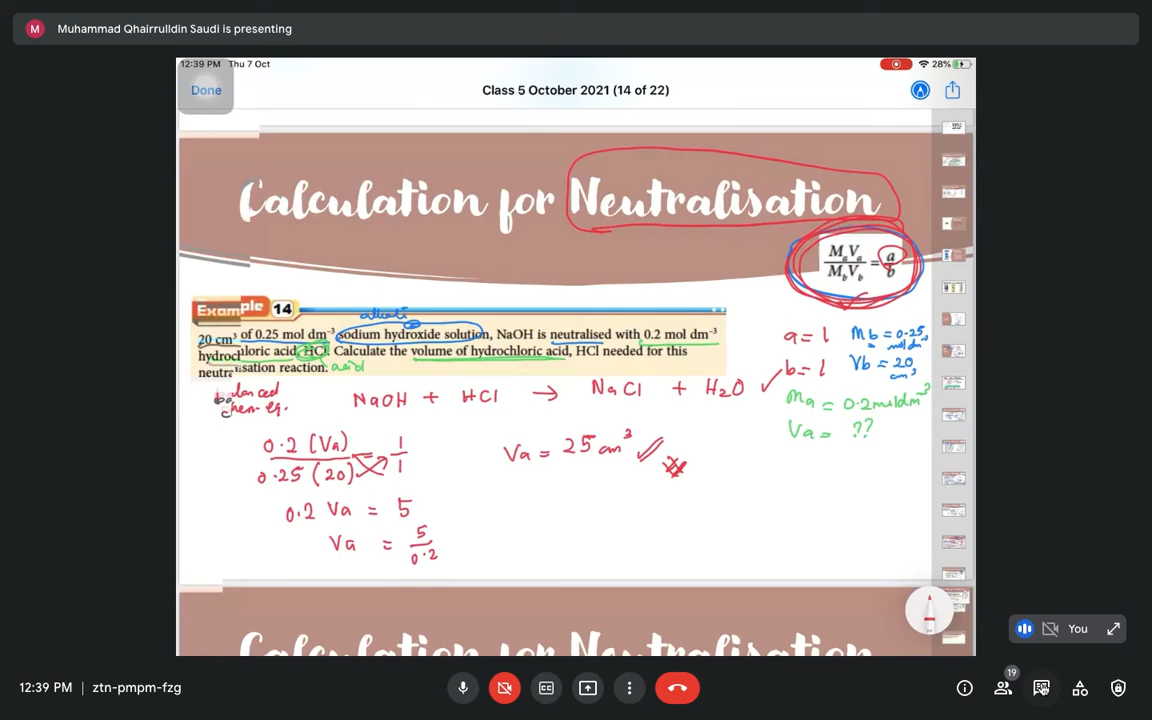 M Muhammad Qhairrulldin Saudi is presenting
12:39 PM Thu 7 Oct
28%
Done
Class 5 October 2021 (14 of 22)
Calculation for Neutralisation
MaVa / MbVb = a / b
Example 14
alkali
20 cm³ of 0.25 mol dm⁻³ sodium hydroxide solution, NaOH is neutralised with 0.2 mol dm⁻³
hydrochloric acid, HCl. Calculate the volume of hydrochloric acid, HCl needed for this
neutralisation reaction.
acid
a = 1
Mb = 0.25 mol dm⁻³
b = 1
Vb = 20 cm³
Ma = 0.2 mol dm⁻³
Va = ??
balanced
chem eq.
NaOH + HCl → NaCl + H₂O
0.2 (Va) / 0.25 (20) = 1 / 1
Va = 25 cm³
0.2 Va = 5
Va = 5 / 0.2
Calculation for Neutralisation
You
12:39 PM | ztn-pmpm-fzg
19